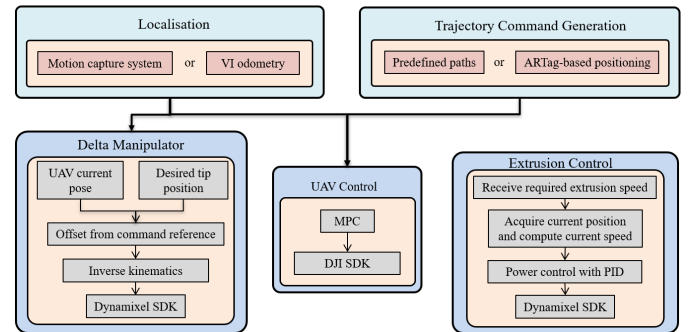 Localisation
Motion capture system
or
VI odometry
Trajectory Command Generation
Predefined paths
or
ARTag-based positioning
Delta Manipulator
UAV current
pose
Desired tip
position
Offset from command reference
Inverse kinematics
Dynamixel SDK
UAV Control
MPC
DJI SDK
Extrusion Control
Receive required extrusion speed
Acquire current position
and compute current speed
Power control with PID
Dynamixel SDK